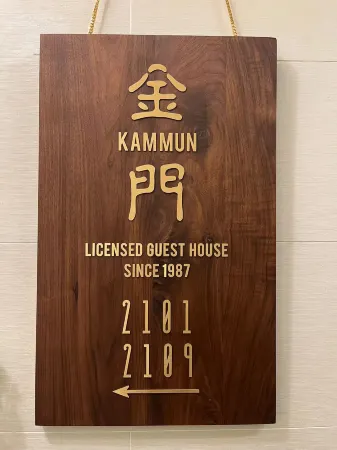 金
KAMMUN
門
LICENSED GUEST HOUSE
SINCE 1987
2101
2109